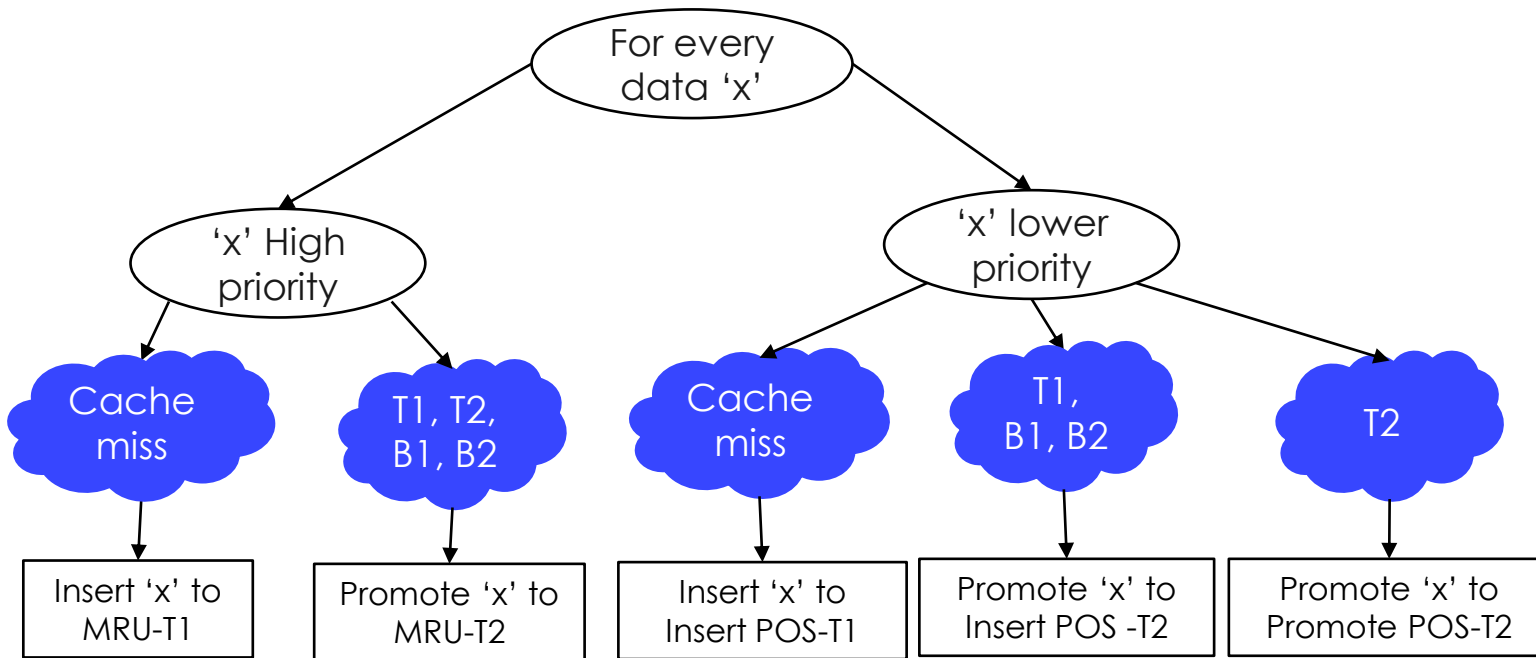 For every
data ‘x’
‘x’ High
priority
‘x’ lower
priority
Cache
miss
T1, T2,
B1, B2
Cache
miss
T1,
B1, B2
T2
Insert ‘x’ to
MRU-T1
Promote ‘x’ to
MRU-T2
Insert ‘x’ to
Insert POS-T1
Promote ‘x’ to
Insert POS -T2
Promote ‘x’ to
Promote POS-T2